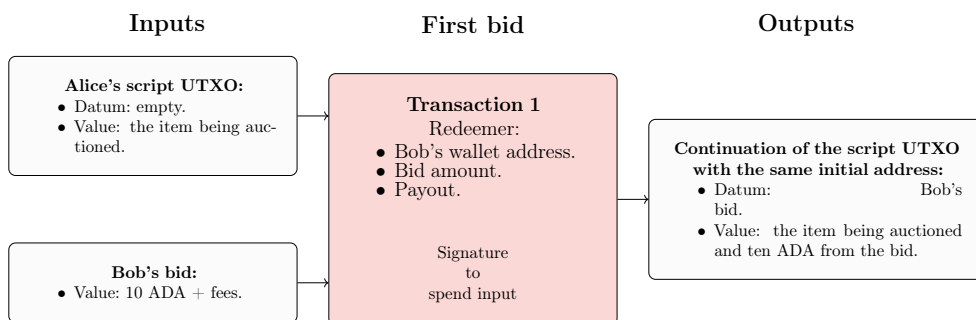 Inputs
First bid
Outputs
Alice's script UTXO:
• Datum: empty.
• Value: the item being auc-
tioned.
Bob's bid:
• Value: 10 ADA + fees.
Transaction 1
Redeemer:
• Bob's wallet address.
• Bid amount.
• Payout.
Signature
to
spend input
Continuation of the script UTXO
with the same initial address:
• Datum: Bob's
bid.
• Value: the item being auctioned
and ten ADA from the bid.